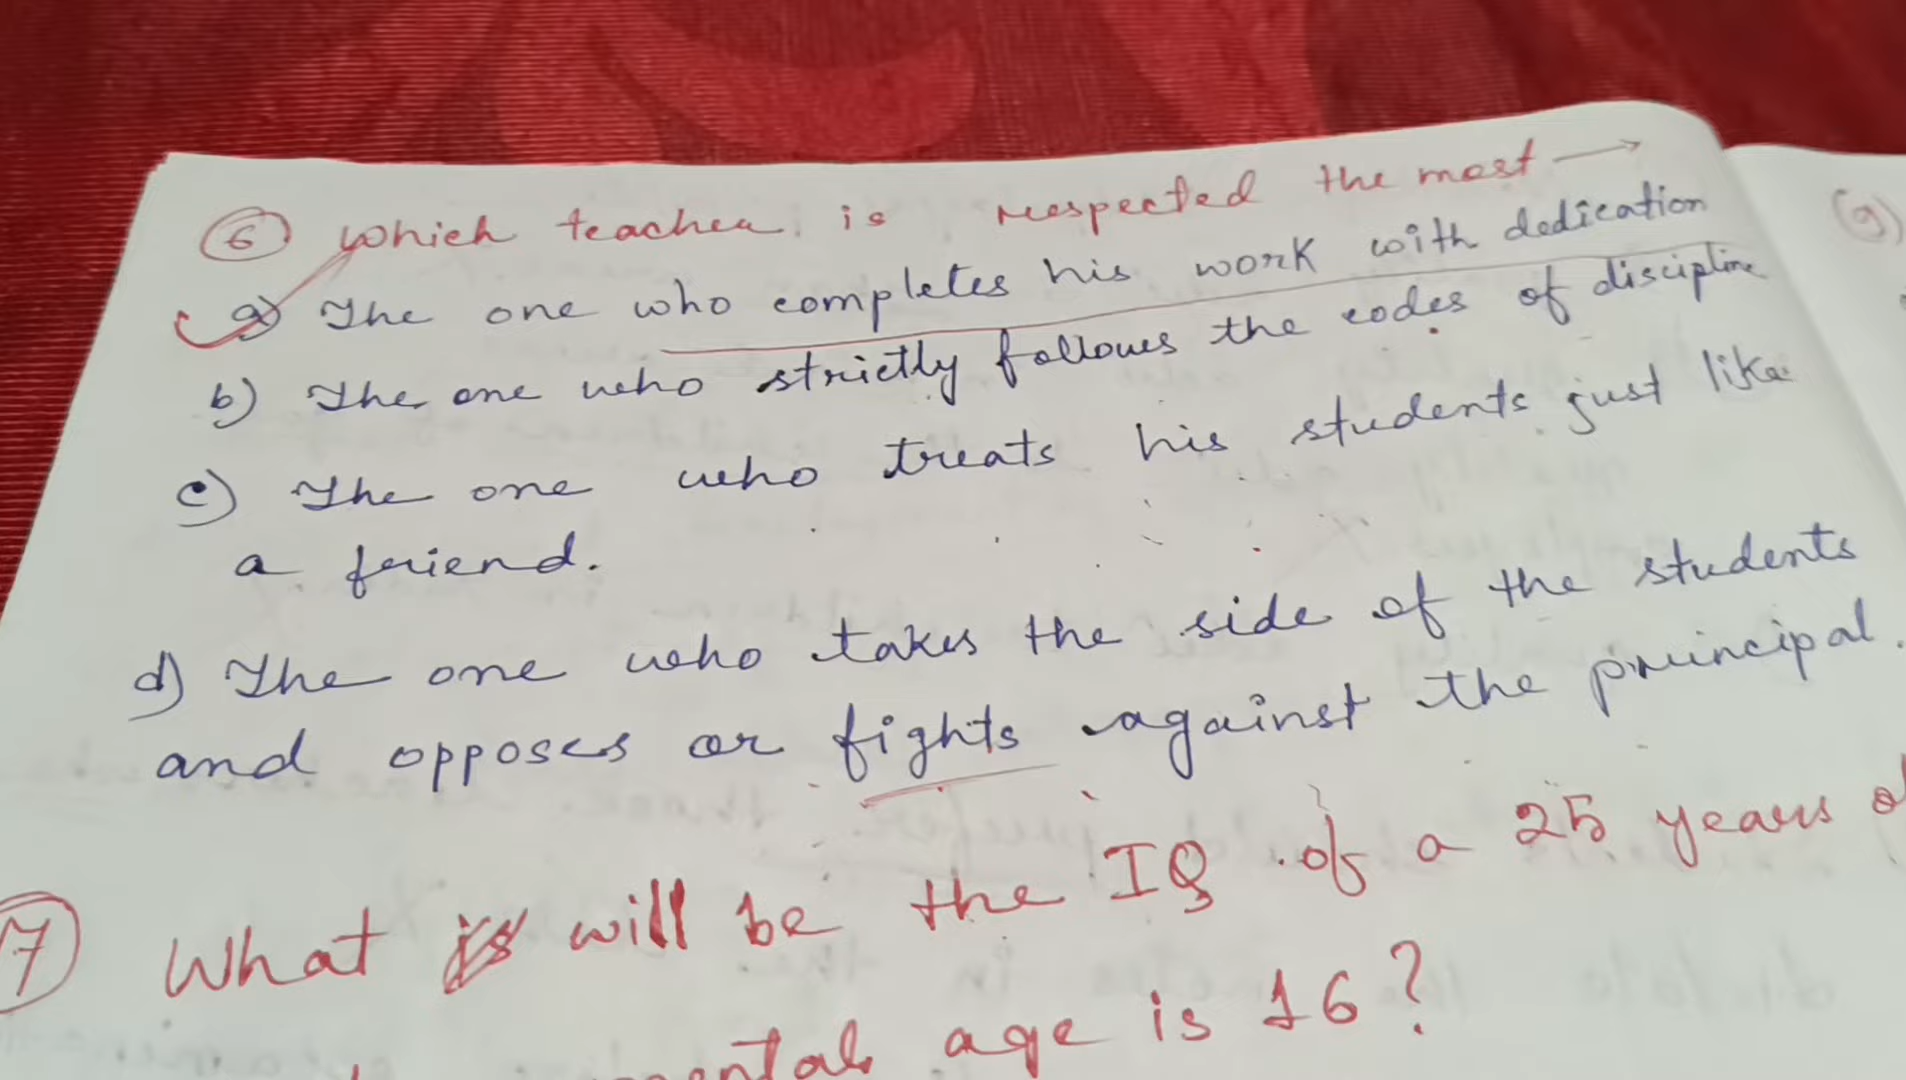 6 Which teacher is respected the most →
a) The one who completes his work with dedication
b) The one who strictly follows the codes of discipline
c) The one who treats his students just like
a friend.
d) The one who takes the side of the students
and opposes or fights against the principal.
7 What will be the IQ of a 25 years
age is 16?
(9)